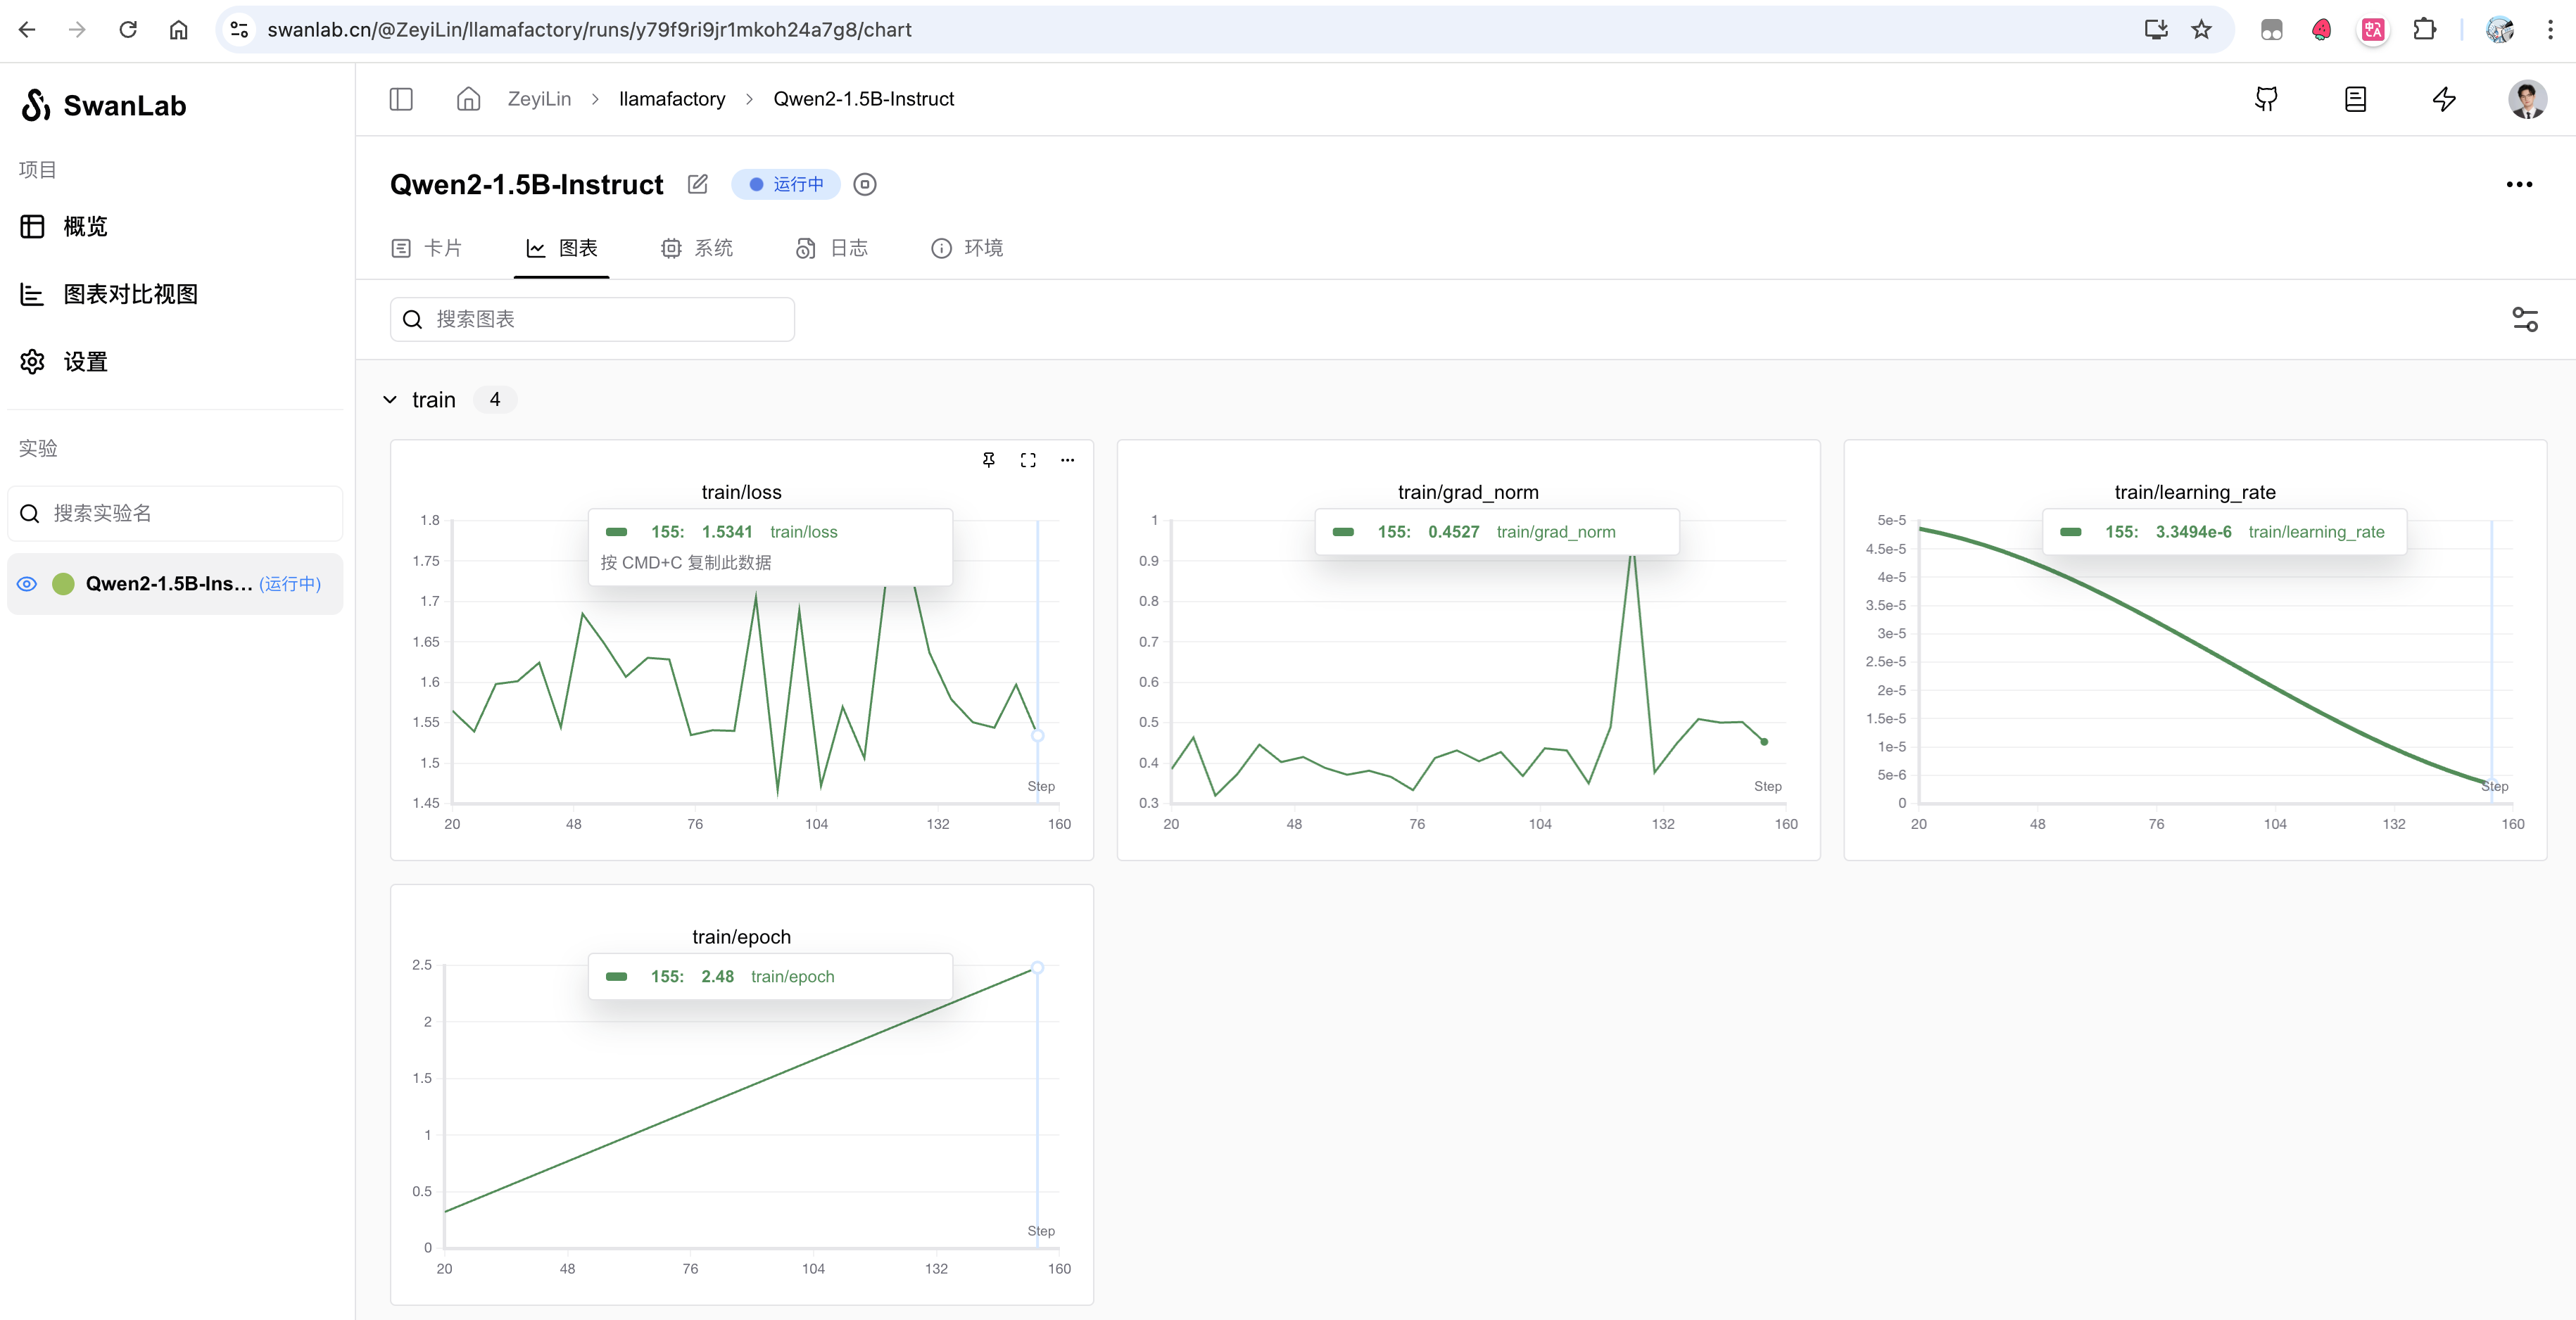 swanlab.cn/@ZeyiLin/llamafactory/runs/y79f9ri9jr1mkoh24a7g8/chart
SwanLab
项目
概览
图表对比视图
设置
实验
搜索实验名
Qwen2-1.5B-Ins... (运行中)
ZeyiLin > llamafactory > Qwen2-1.5B-Instruct
Qwen2-1.5B-Instruct 运行中
卡片 图表 系统 日志 环境
搜索图表
train 4
train/loss
155: 1.5341 train/loss
按 CMD+C 复制此数据
1.8
1.75
1.7
1.65
1.6
1.55
1.5
1.45
Step
20 48 76 104 132 160
train/grad_norm
155: 0.4527 train/grad_norm
1
0.9
0.8
0.7
0.6
0.5
0.4
0.3
Step
20 48 76 104 132 160
train/learning_rate
155: 3.3494e-6 train/learning_rate
5e-5
4.5e-5
4e-5
3.5e-5
3e-5
2.5e-5
2e-5
1.5e-5
1e-5
5e-6
0
Step
20 48 76 104 132 160
train/epoch
155: 2.48 train/epoch
2.5
2
1.5
1
0.5
0
Step
20 48 76 104 132 160